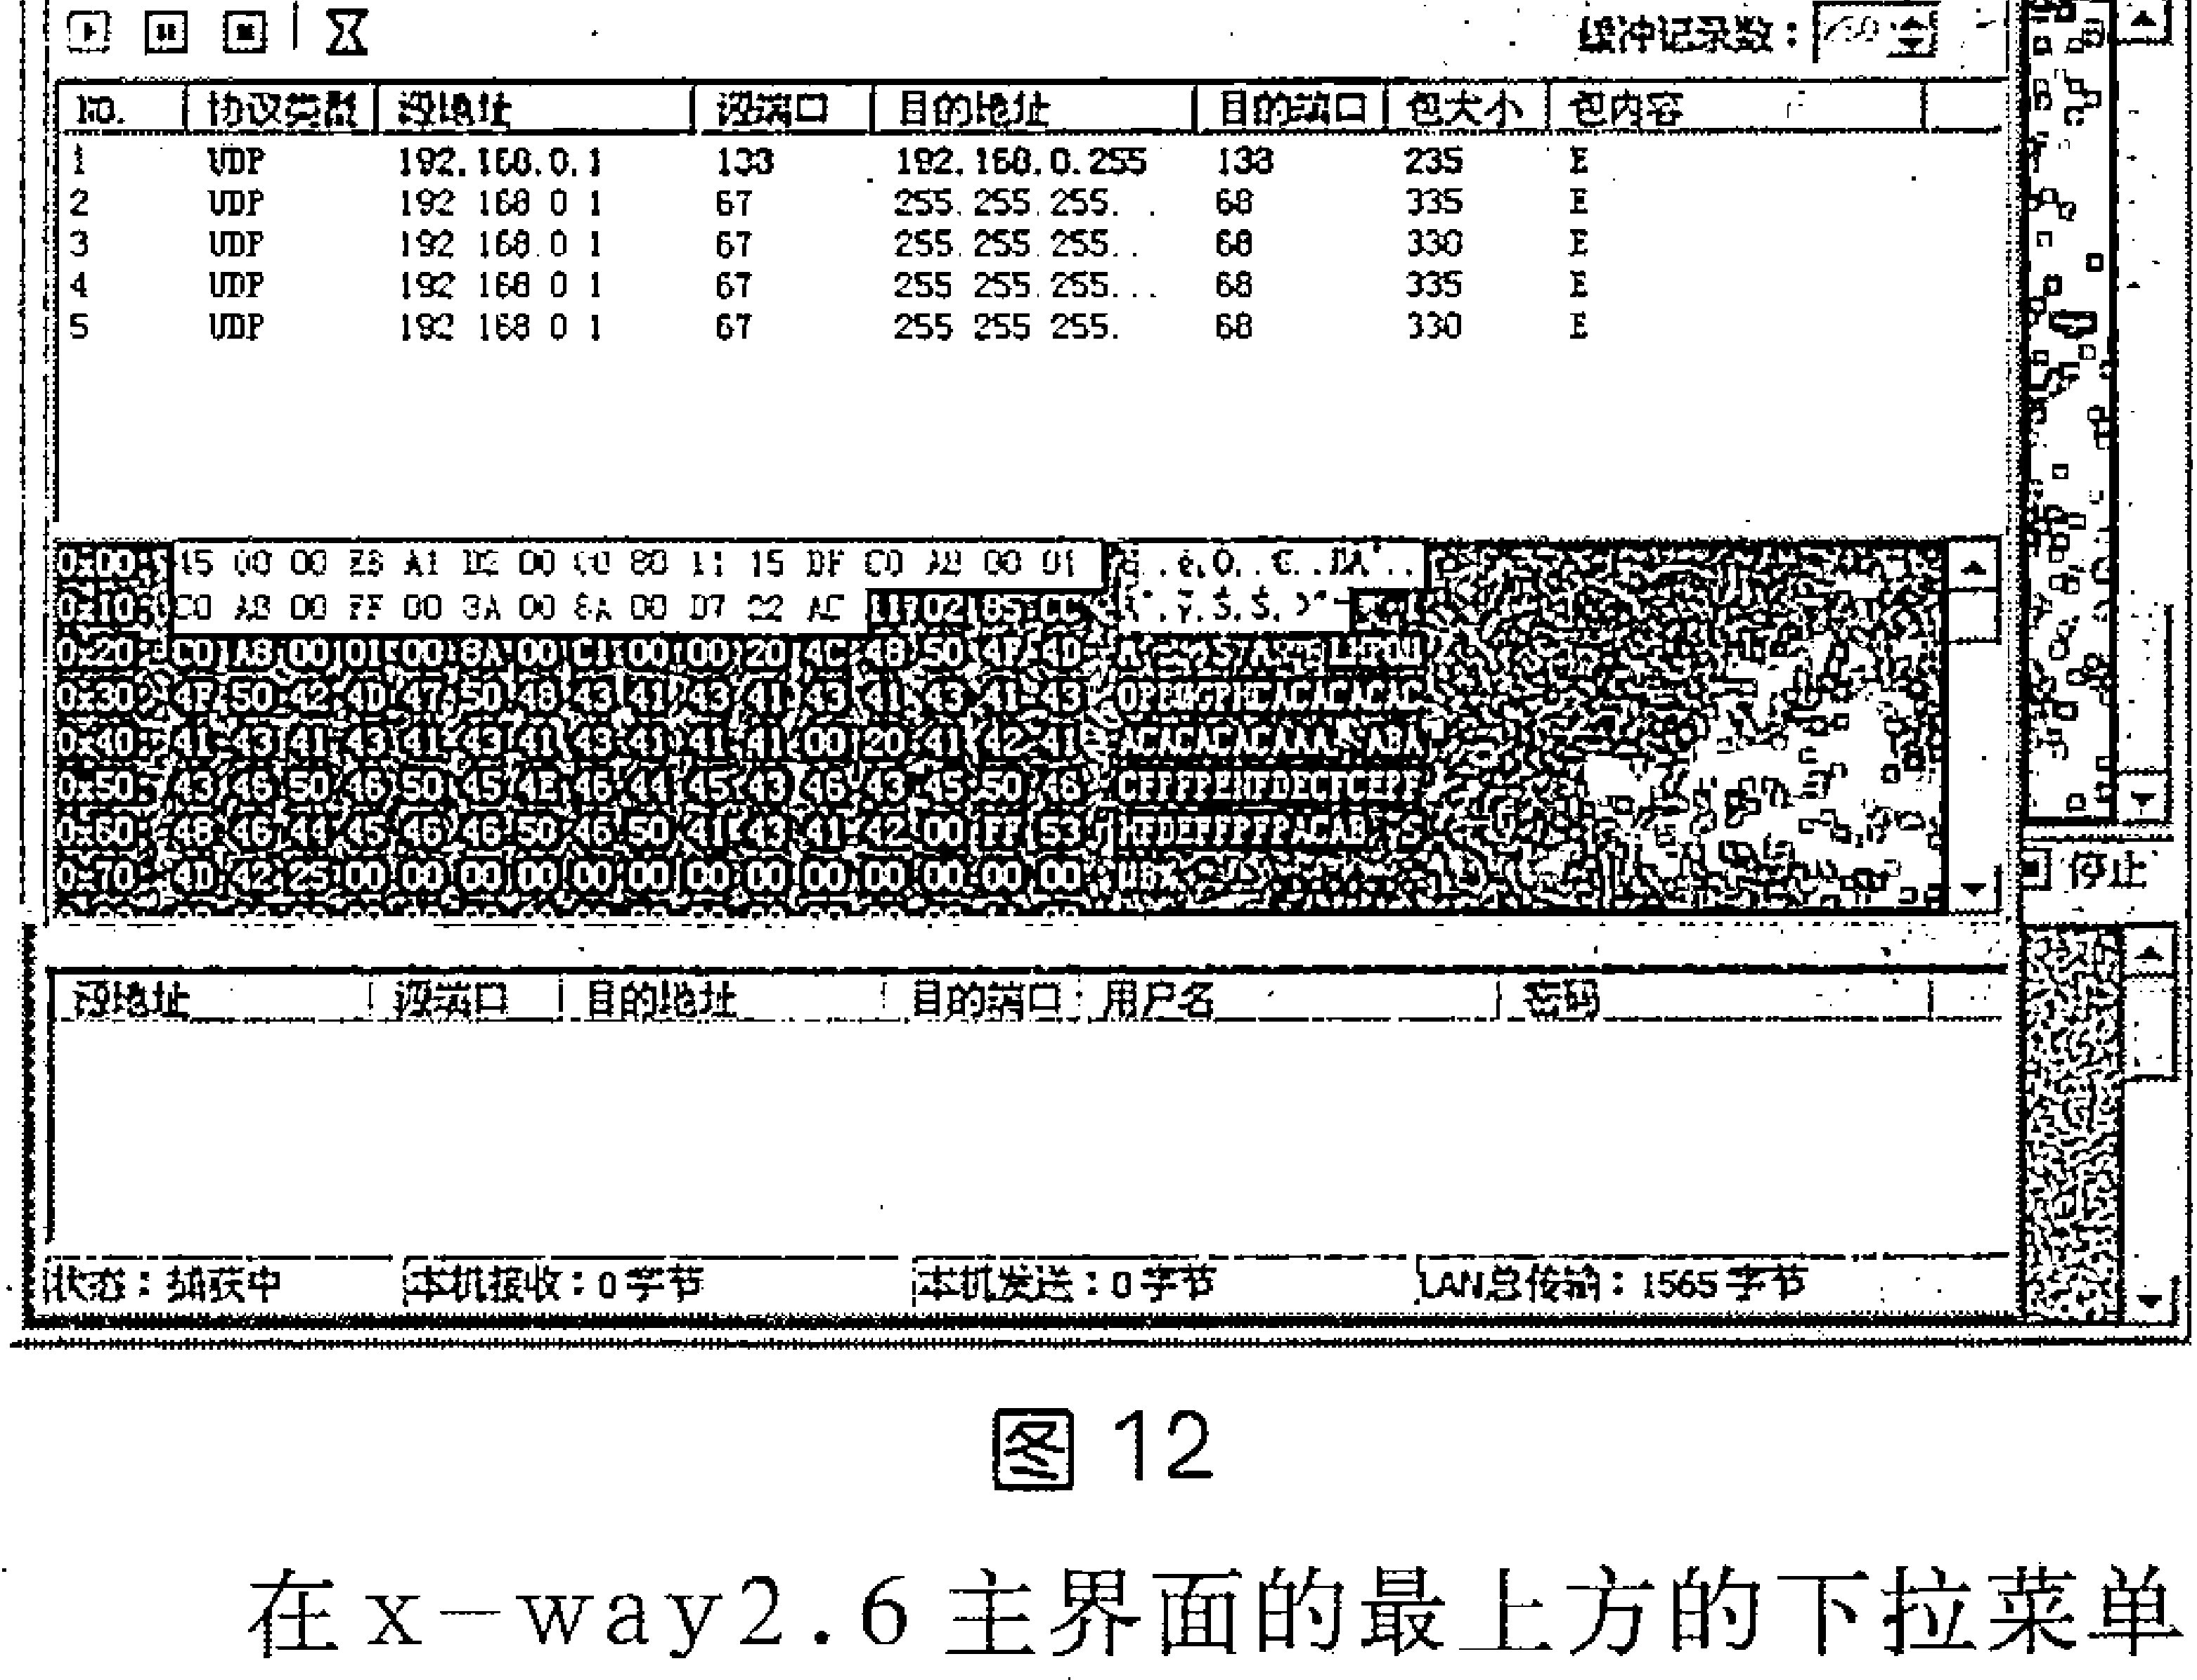 缓冲记录数：
NO. 协议类型 源地址 源端口 目的地址 目的端口 包大小 包内容
1 UDP 192.168.0.1 138 192.168.0.255 138 235 E
2 UDP 192.168.0.1 67 255.255.255... 68 335 E
3 UDP 192.168.0.1 67 255.255.255... 68 330 E
4 UDP 192.168.0.1 67 255.255.255... 68 335 E
5 UDP 192.168.0.1 67 255.255.255... 68 330 E
0x20 C0 A8 00 01 00 8A 00 C1 00 00 20 4C 48 50 4F 4D
0x30 4F 50 42 4D 47 50 48 43 41 43 41 43 41 43 41 43
0x40 41 43 41 43 41 43 41 43 41 41 41 00 20 41 42 41
0x50 43 46 50 46 50 45 4E 46 44 45 43 46 43 45 50 46
0x60 48 46 44 45 46 46 50 46 50 41 43 41 42 00 FF 53
0x70 4D 42 25 00 00 00 00 00 00 00 00 00 00 00 00 00
停止
源地址 源端口 目的地址 目的端口 用户名 密码
状态：捕获中 本机接收：0字节 本机发送：0字节 LAN总传输：1565字节
图 12
在x-way2.6主界面的最上方的下拉菜单